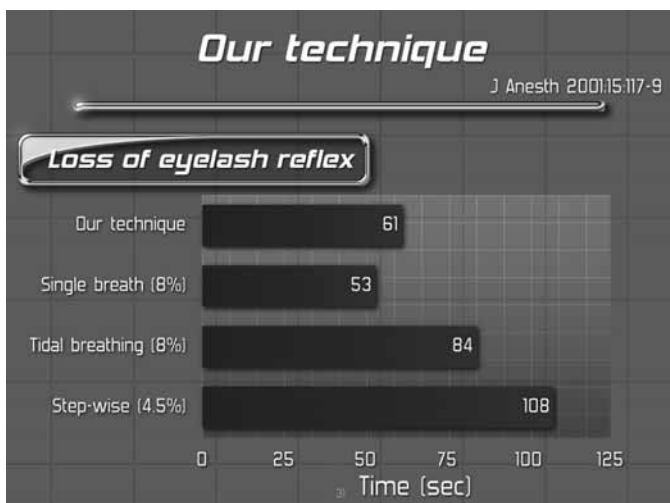 Our technique
J Anesth 2001:15:117-9
Loss of eyelash reflex
Our technique 61
Single breath (8%) 53
Tidal breathing (8%) 84
Step-wise (4.5%) 108
0 25 50 75 100 125
Time (sec)